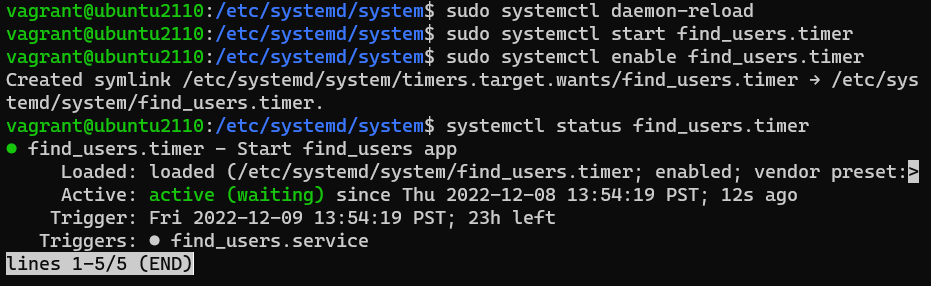 vagrant@ubuntu2110:/etc/systemd/system$ sudo systemctl daemon-reload
vagrant@ubuntu2110:/etc/systemd/system$ sudo systemctl start find_users.timer
vagrant@ubuntu2110:/etc/systemd/system$ sudo systemctl enable find_users.timer
Created symlink /etc/systemd/system/timers.target.wants/find_users.timer → /etc/sys
temd/system/find_users.timer.
vagrant@ubuntu2110:/etc/systemd/system$ systemctl status find_users.timer
● find_users.timer - Start find_users app
     Loaded: loaded (/etc/systemd/system/find_users.timer; enabled; vendor preset:>
     Active: active (waiting) since Thu 2022-12-08 13:54:19 PST; 12s ago
    Trigger: Fri 2022-12-09 13:54:19 PST; 23h left
   Triggers: ● find_users.service
lines 1-5/5 (END)